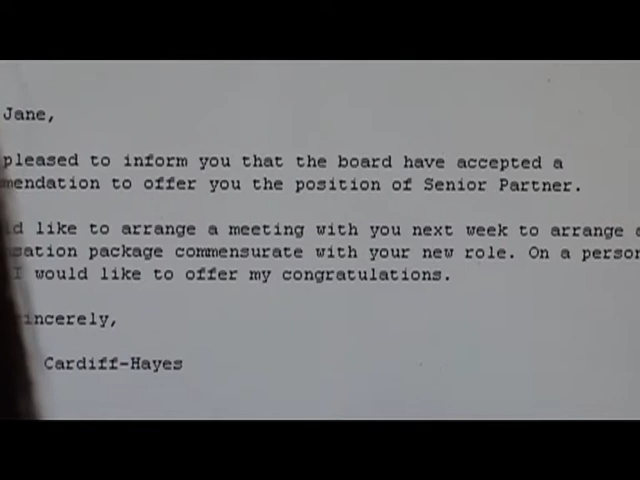 Jane,
pleased to inform you that the board have accepted a
mendation to offer you the position of Senior Partner.
ld like to arrange a meeting with you next week to arrange
sation package commensurate with your new role. On a person
I would like to offer my congratulations.
incerely,
Cardiff-Hayes